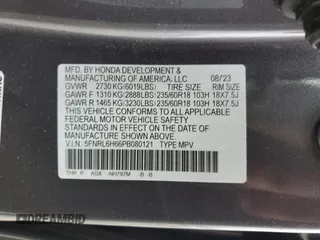 MFD. BY HONDA DEVELOPMENT &
MANUFACTURING OF AMERICA. LLC 08/23
GVWR 2730 KG(6019LBS) TIRE SIZE RIM SIZE
GAWR F 1310 KG(2888LBS) 235/60R18 103H 18X7.5J
GAWR R 1465 KG(3230LBS) 235/60R18 103H 18X7.5J
THIS VEHICLE CONFORMS TO ALL APPLICABLE
FEDERAL MOTOR VEHICLE SAFETY
STANDARDS IN EFFECT ON THE DATE OF
MANUFACTURE SHOWN ABOVE.
V.I.N.: 5FNRL6H66PB080121 TYPE MPV
THR P NH797M -B -B
DREAMBID